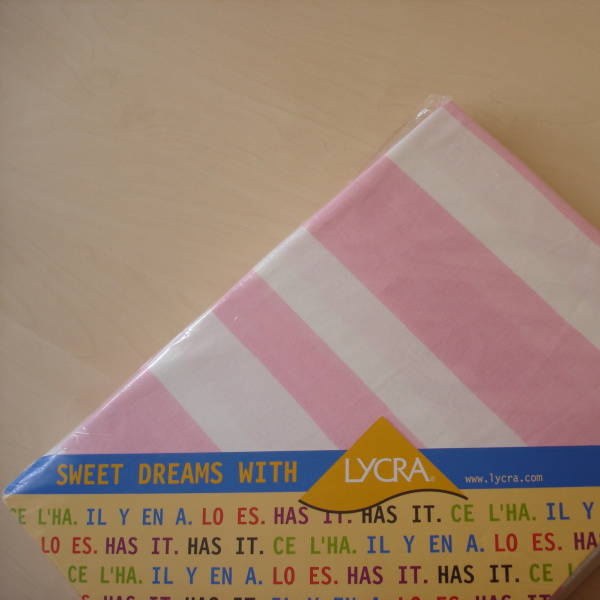 SWEET DREAMS WITH LYCRA® www.lycra.com
CE L'HA. IL Y EN A. LO ES. HAS IT. HAS IT. CE L'HA. IL Y
LO ES. HAS IT. HAS IT. CE L'HA. IL Y EN A. LO ES. HA
CE L'HA. IL Y EN A. LO ES. HAS IT. HAS IT. CE L